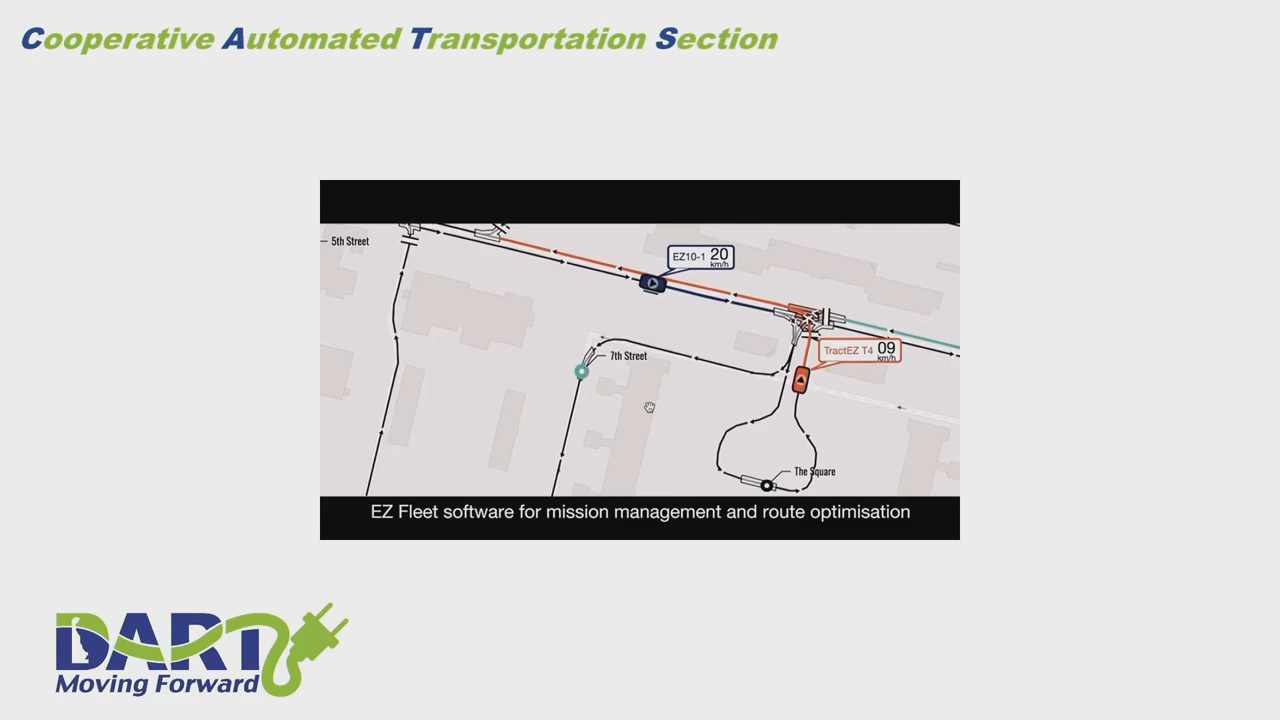 Cooperative Automated Transportation Section
5th Street
EZ10-1 20 km/h
TractEZ T4 09 km/h
7th Street
The Square
EZ Fleet software for mission management and route optimisation
DART
Moving Forward